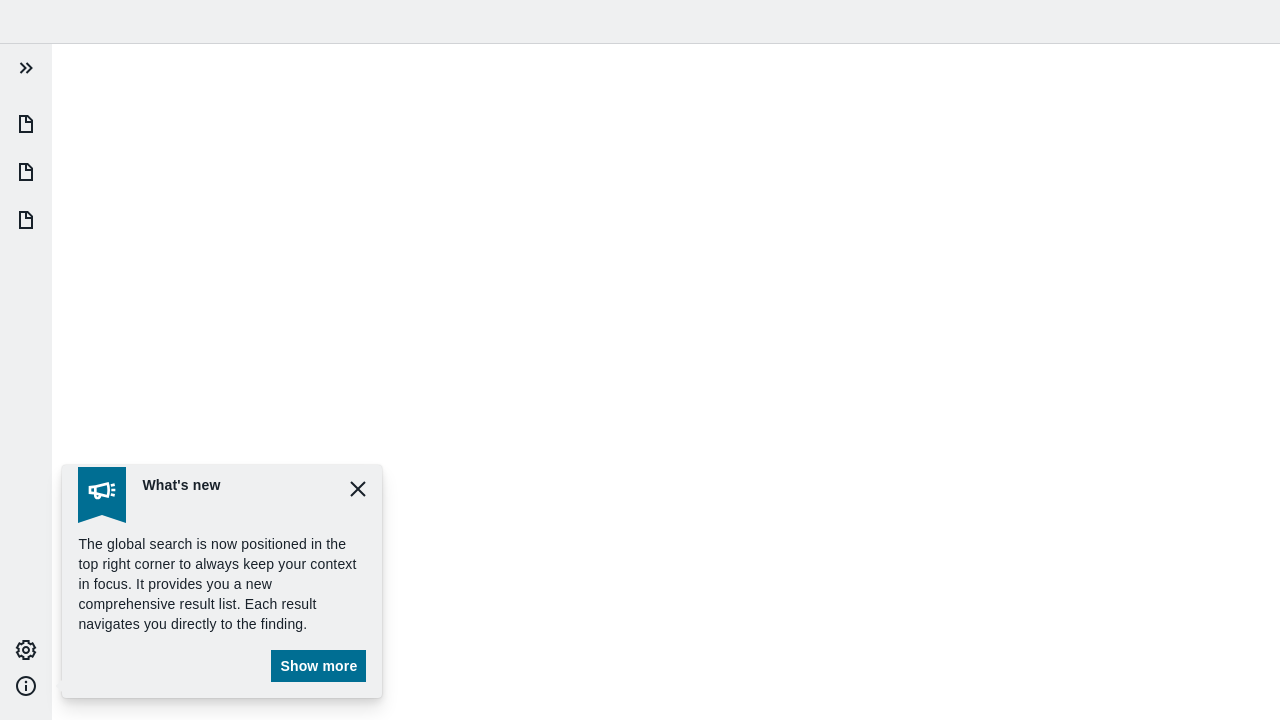 What's new
The global search is now positioned in the
top right corner to always keep your context
in focus. It provides you a new
comprehensive result list. Each result
navigates you directly to the finding.
Show more